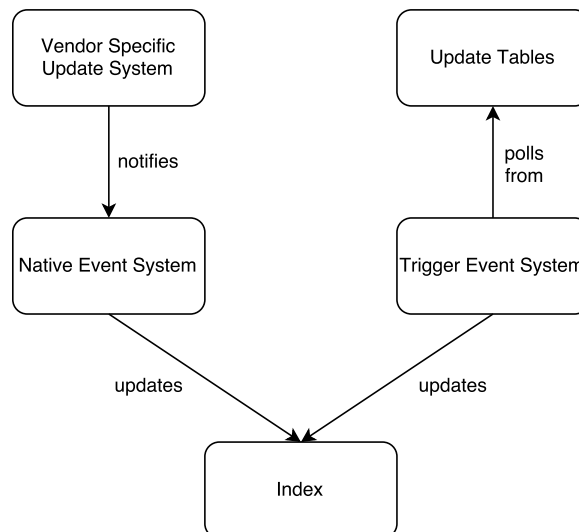 Vendor Specific
Update System
Update Tables
notifies
polls
from
Native Event System
Trigger Event System
updates
updates
Index